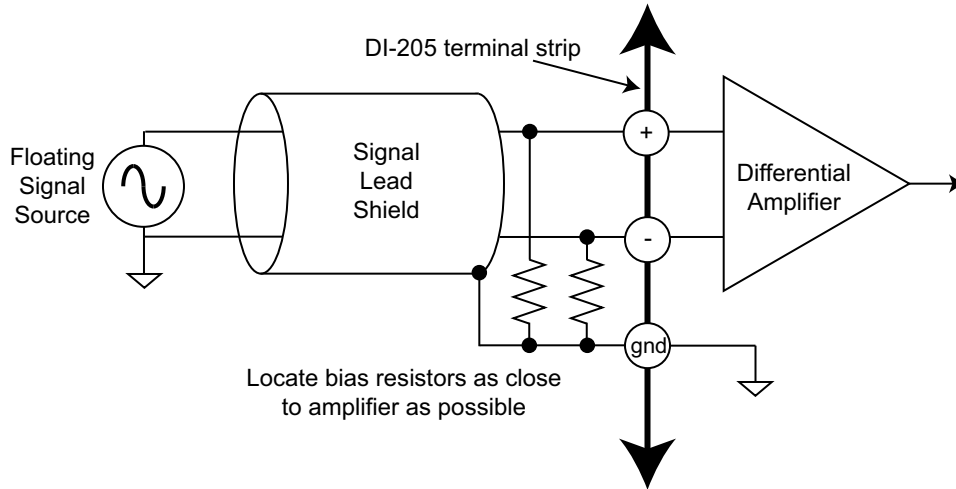 DI-205 terminal strip
Floating
Signal
Source
Signal
Lead
Shield
+
-
gnd
Differential
Amplifier
Locate bias resistors as close
to amplifier as possible